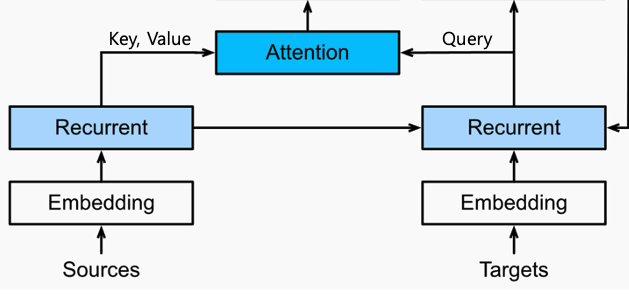 Key, Value
Attention
Query
Recurrent
Recurrent
Embedding
Embedding
Sources
Targets